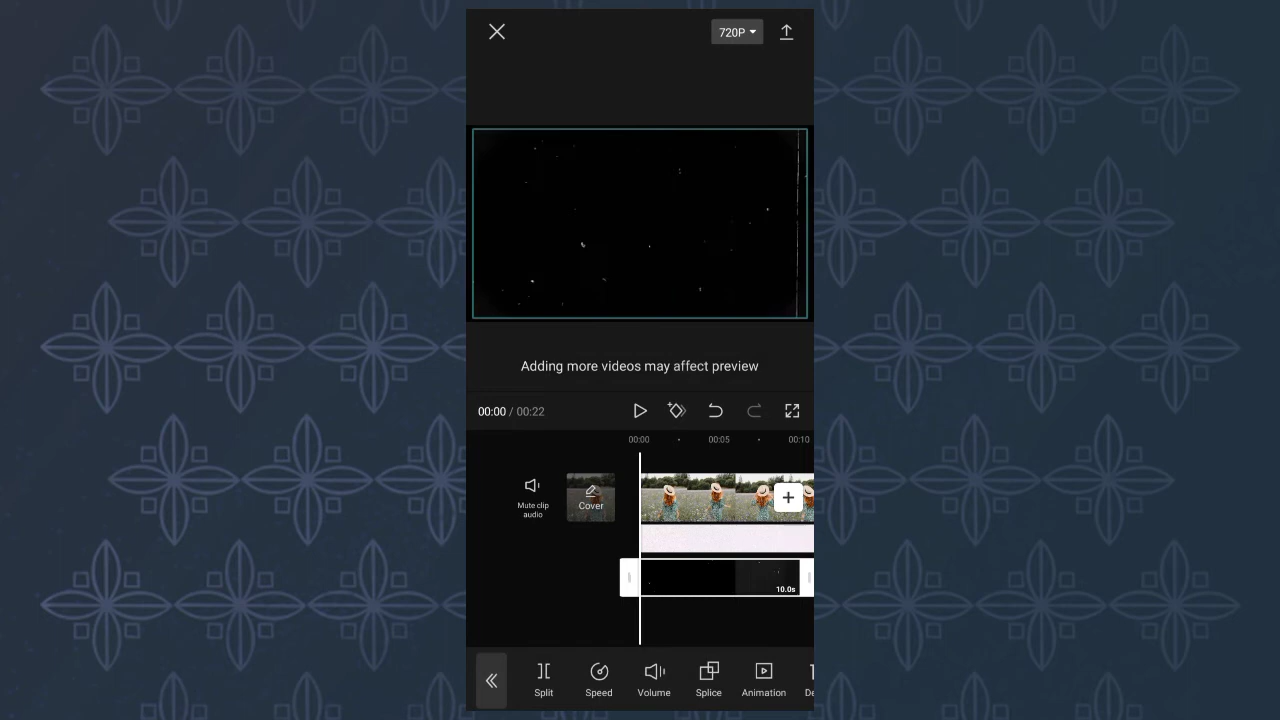 720P
Adding more videos may affect preview
00:00 / 00:22
00:00 00:05 00:10
Mute clip
audio
Cover
10.0s
Split Speed Volume Splice Animation De